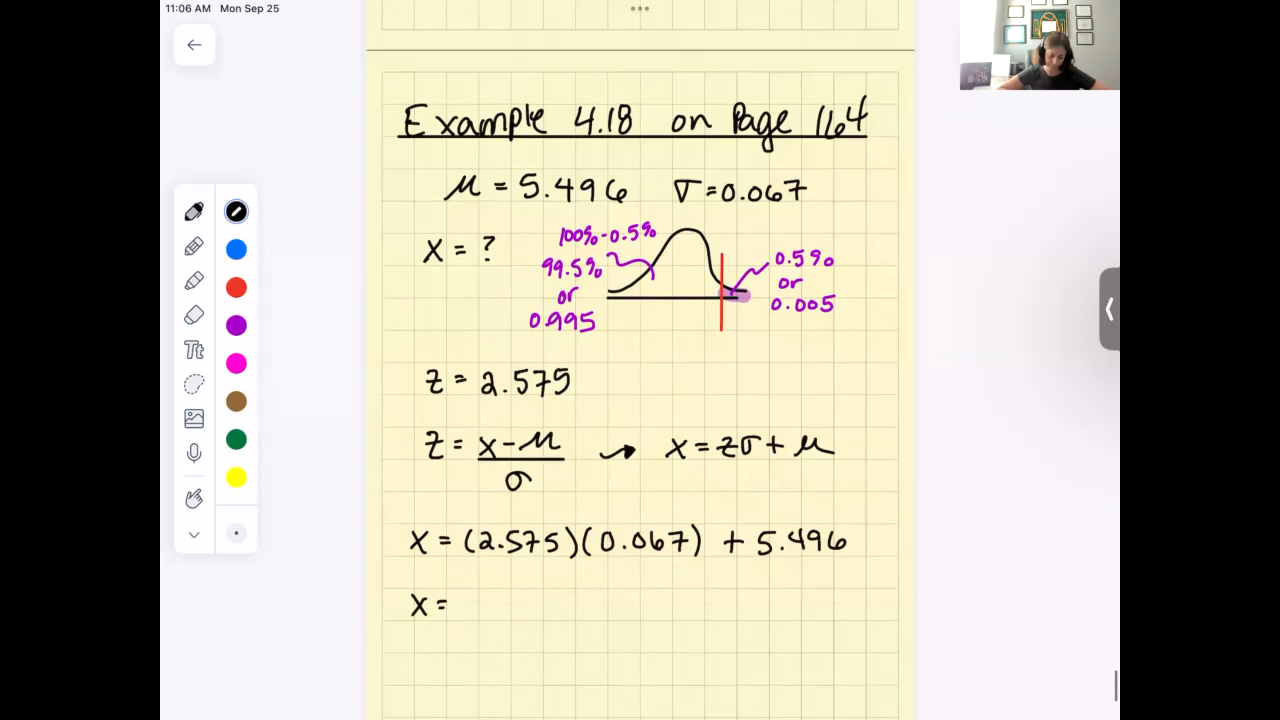 11:06 AM Mon Sep 25
Example 4.18 on Page 164
μ = 5.496 σ = 0.067
X = ?
100% - 0.5%
99.5%
or
0.995
0.5%
or
0.005
Z = 2.575
Z = x - μ / σ → x = zσ + μ
X = (2.575)(0.067) + 5.496
X =
Tt